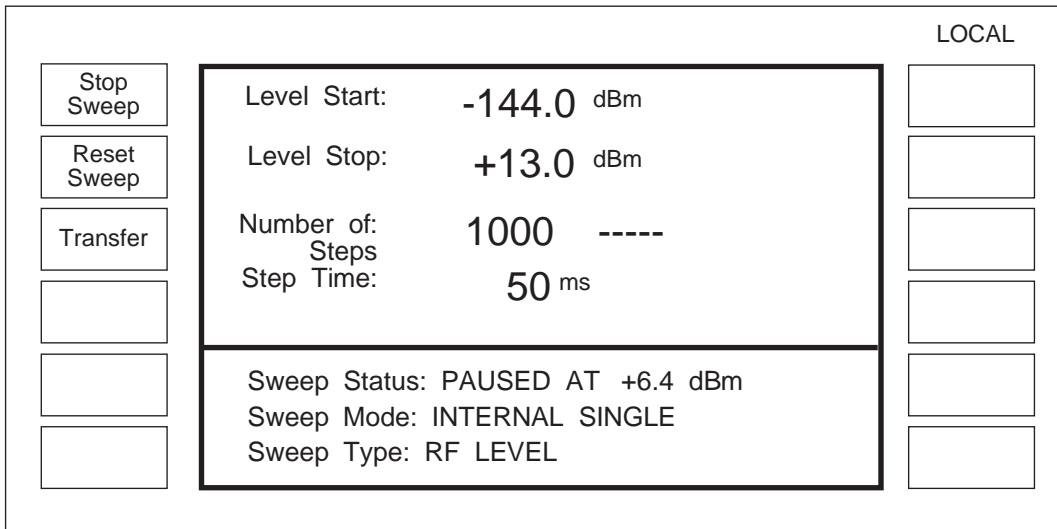 LOCAL
Stop
Sweep
Reset
Sweep
Transfer
Level Start: -144.0 dBm
Level Stop: +13.0 dBm
Number of: 1000 -----
Steps
Step Time: 50 ms
Sweep Status: PAUSED AT +6.4 dBm
Sweep Mode: INTERNAL SINGLE
Sweep Type: RF LEVEL